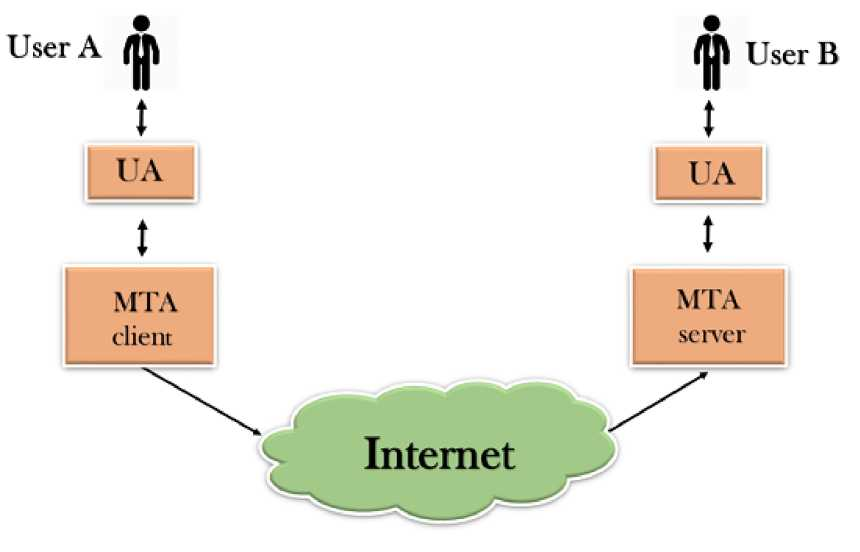 User A
User B
UA
UA
MTA
client
MTA
server
Internet